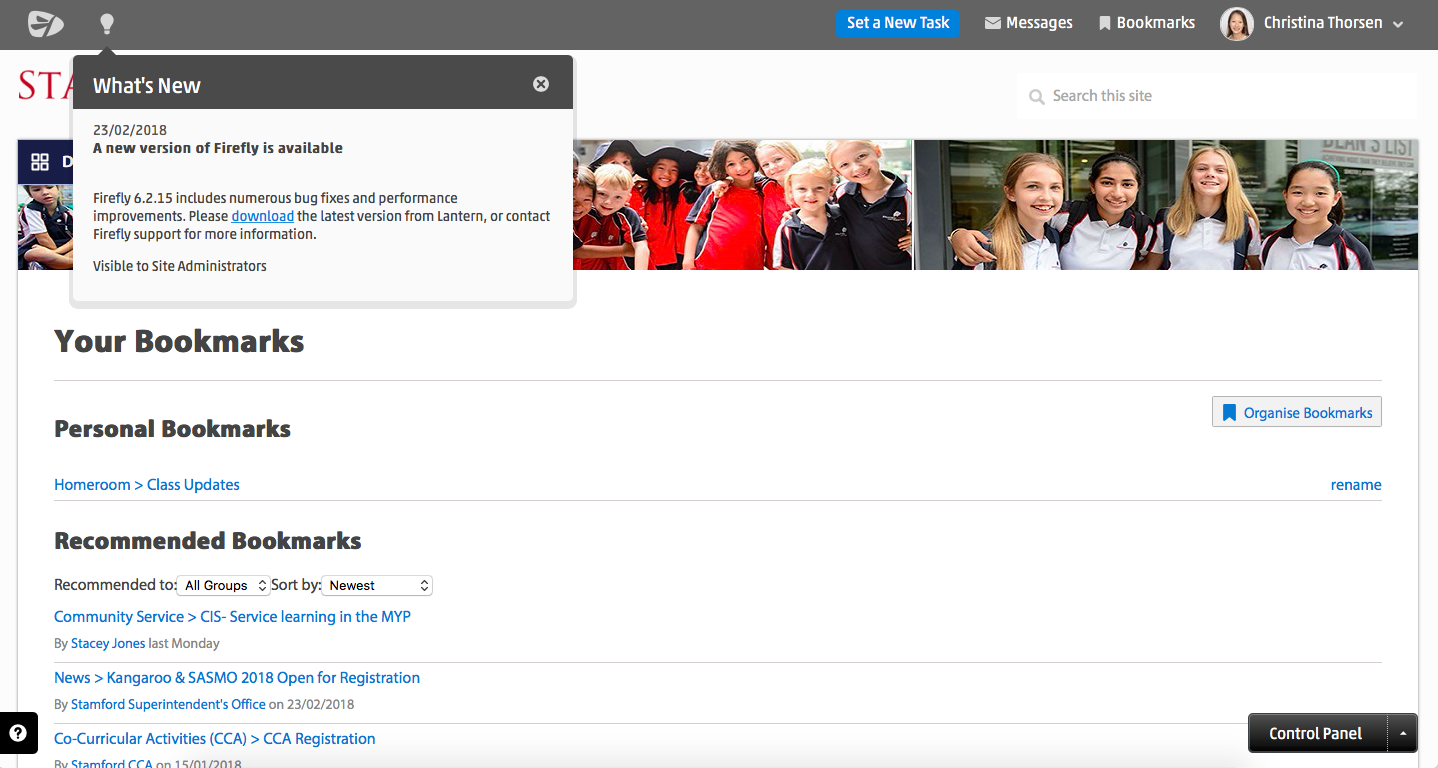 Set a New Task
Messages
Bookmarks
Christina Thorsen
What's New
STA
Search this site
23/02/2018
A new version of Firefly is available
D
DEAN'S LIST
Firefly 6.2.15 includes numerous bug fixes and performance
improvements. Please download the latest version from Lantern, or contact
Firefly support for more information.
Visible to Site Administrators
Your Bookmarks
Organise Bookmarks
Personal Bookmarks
Homeroom > Class Updates
rename
Recommended Bookmarks
Recommended to: All Groups Sort by: Newest
Community Service > CIS- Service learning in the MYP
By Stacey Jones last Monday
News > Kangaroo & SASMO 2018 Open for Registration
By Stamford Superintendent's Office on 23/02/2018
Co-Curricular Activities (CCA) > CCA Registration
By Stamford CCA on 15/01/2018
?
Control Panel